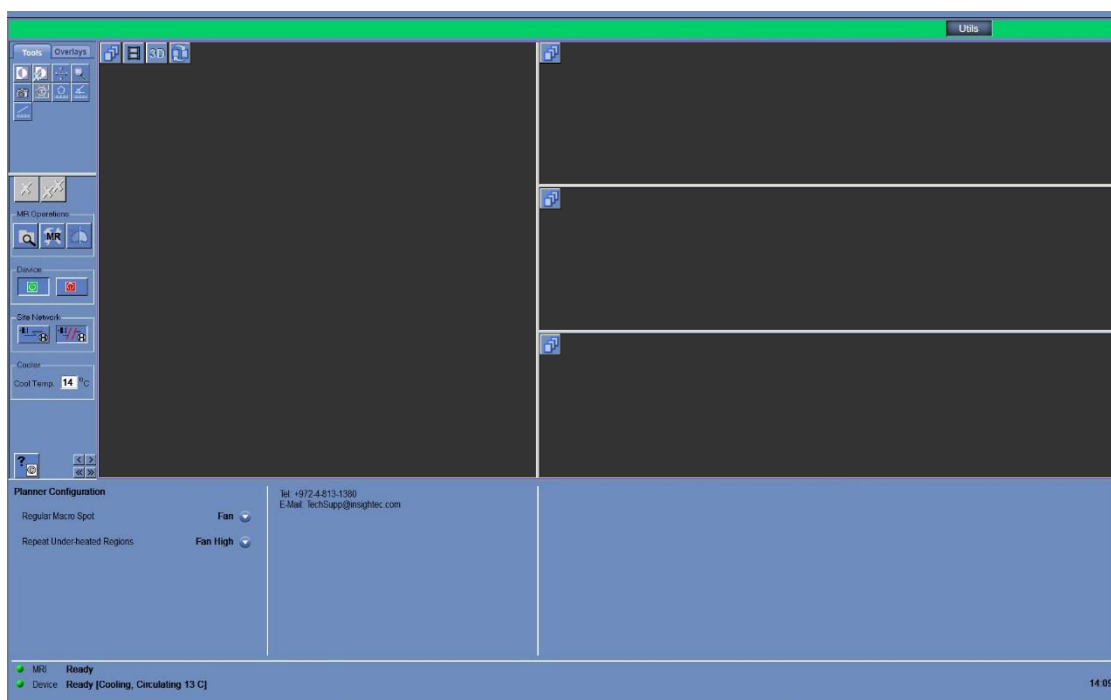 Utils
Tools Overlays
3D
MR Operations
MR
Device
Site Network
Cooler
Cool Temp. 14 °C
?
Planner Configuration
Regular Macro Spot Fan
Repeat Under-heated Regions Fan High
Tel: +972-4-813-1380
E-Mail: TechSupp@insightec.com
MRI Ready
Device Ready [Cooling, Circulating 13 C]
14:09